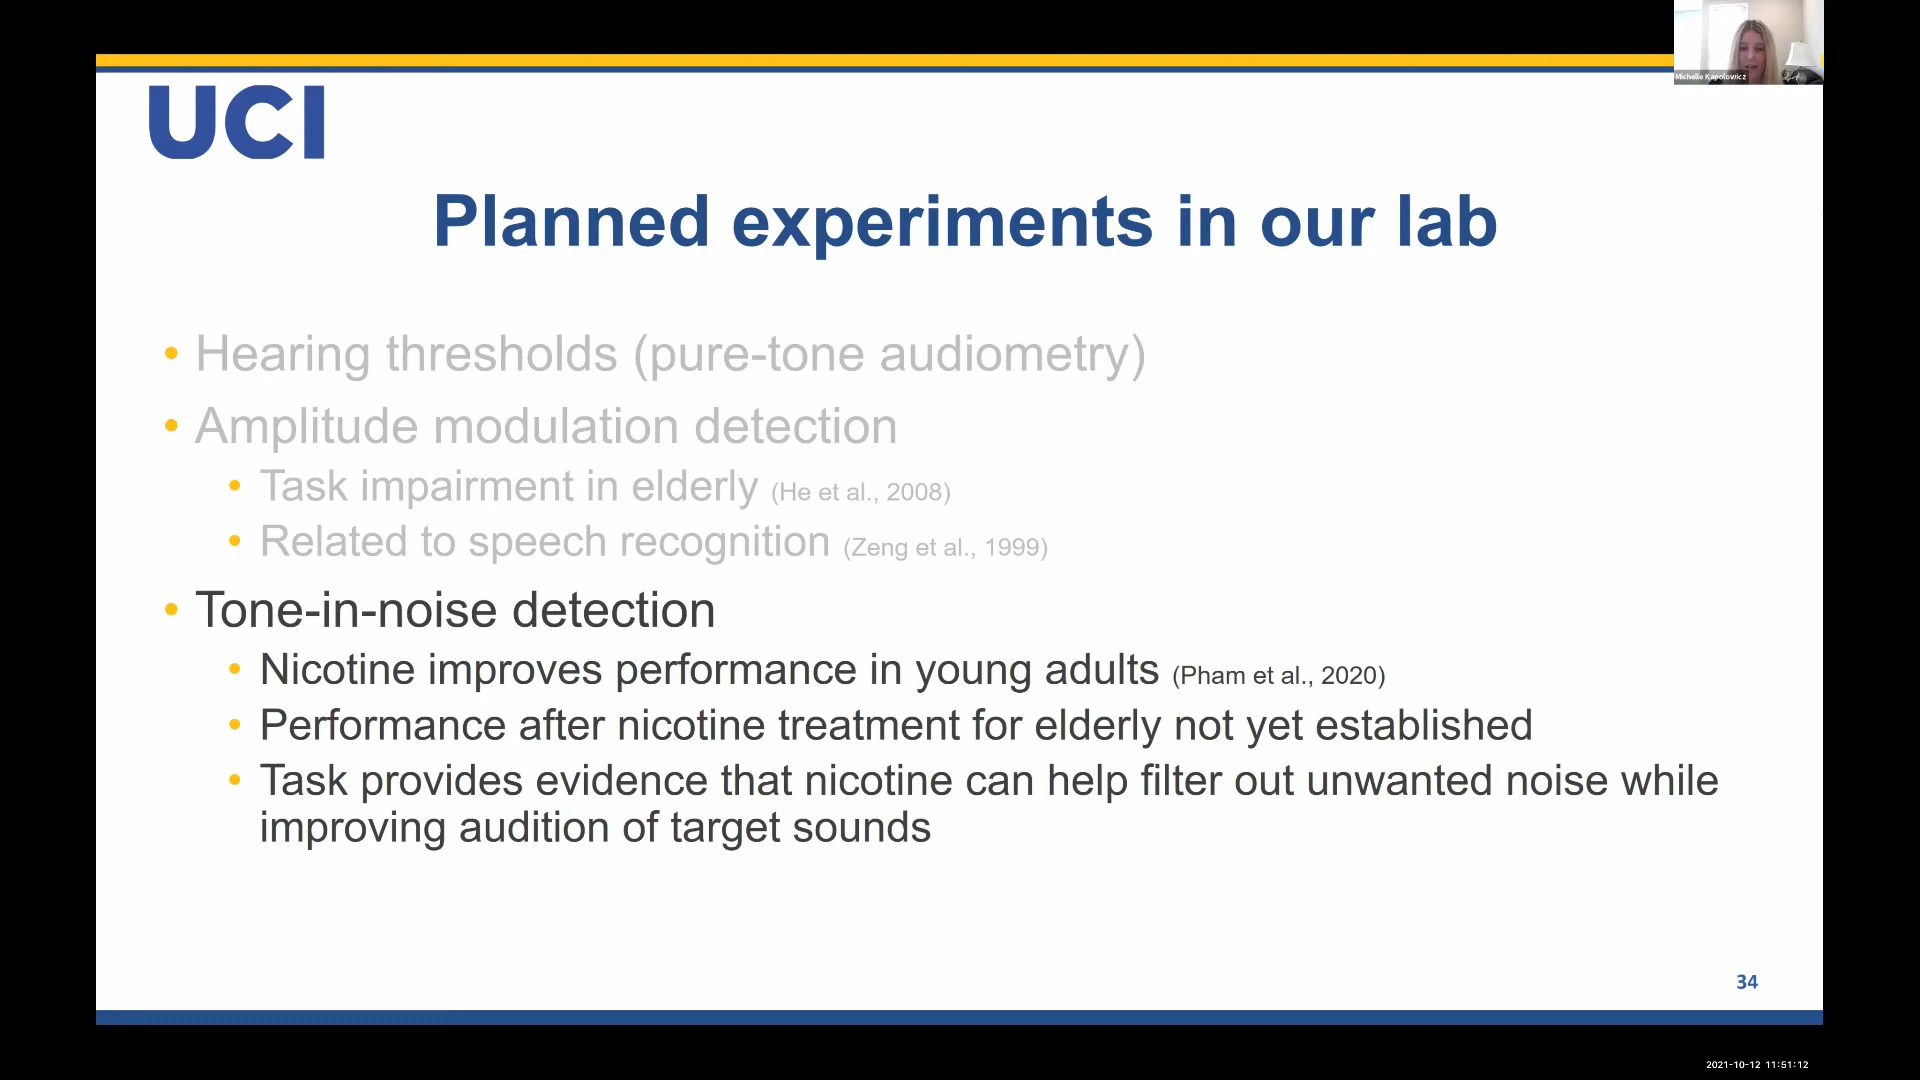 Michelle Kapolowicz
UCI
Planned experiments in our lab
• Hearing thresholds (pure-tone audiometry)
• Amplitude modulation detection
• Task impairment in elderly (He et al., 2008)
• Related to speech recognition (Zeng et al., 1999)
• Tone-in-noise detection
• Nicotine improves performance in young adults (Pham et al., 2020)
• Performance after nicotine treatment for elderly not yet established
• Task provides evidence that nicotine can help filter out unwanted noise while
improving audition of target sounds
34
2021-10-12 11:51:12